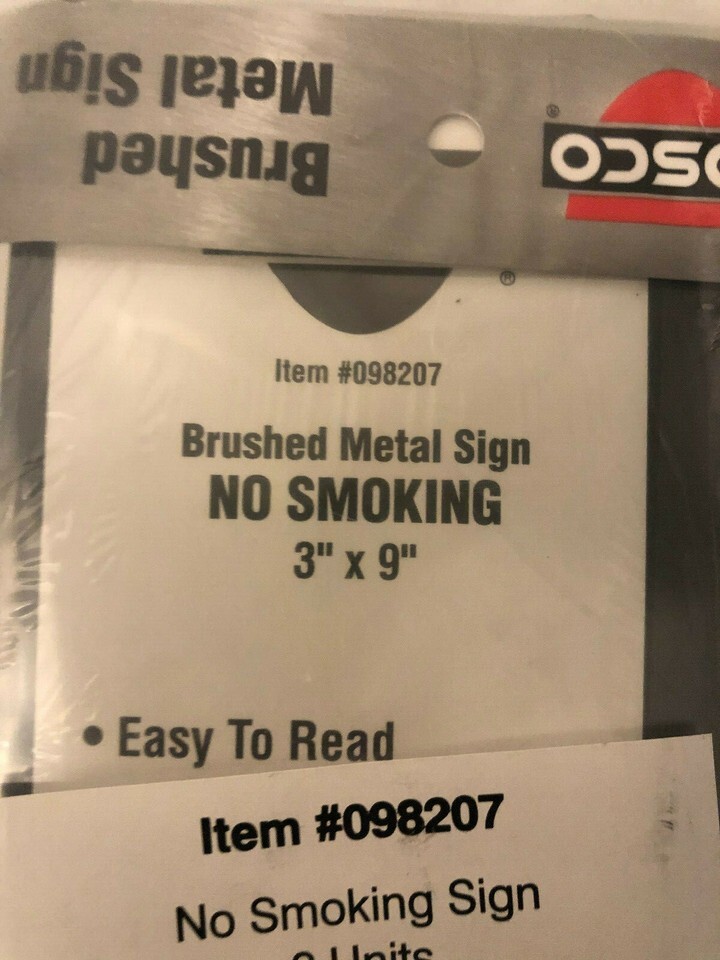 Brushed
Metal Sign
®
®
Item #098207
Brushed Metal Sign
NO SMOKING
3" x 9"
• Easy To Read
Item #098207
No Smoking Sign
Units